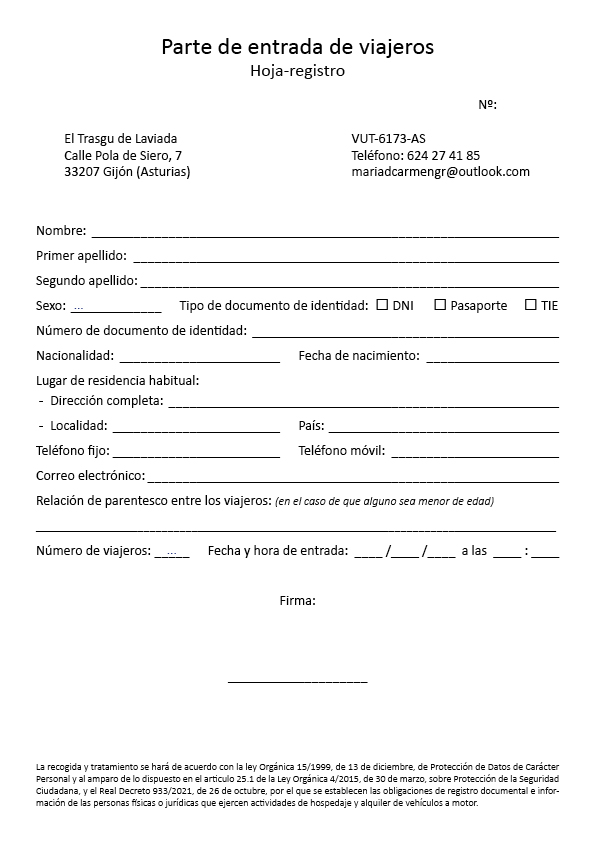 Parte de entrada de viajeros
Hoja-registro
Nº:
El Trasgu de Laviada
Calle Pola de Siero, 7
33207 Gijón (Asturias)
VUT-6173-AS
Teléfono: 624 27 41 85
mariadcarmengr@outlook.com
Nombre: ____________________
Primer apellido: ____________________
Segundo apellido: ____________________
Sexo: ...____________ Tipo de documento de identidad: ☐ DNI ☐ Pasaporte ☐ TIE
Número de documento de identidad: ____________________
Nacionalidad: ____________________ Fecha de nacimiento: ____________________
Lugar de residencia habitual:
- Dirección completa: ____________________
- Localidad: ____________________ País: ____________________
Teléfono fijo: ____________________ Teléfono móvil: ____________________
Correo electrónico: ____________________
Relación de parentesco entre los viajeros: (en el caso de que alguno sea menor de edad)
____________________
Número de viajeros: __...__ Fecha y hora de entrada: ____ /____ /____ a las ____ : ____
Firma:
____________________
La recogida y tratamiento se hará de acuerdo con la ley Orgánica 15/1999, de 13 de diciembre, de Protección de Datos de Carácter
Personal y al amparo de lo dispuesto en el artículo 25.1 de la Ley Orgánica 4/2015, de 30 de marzo, sobre Protección de la Seguridad
Ciudadana, y el Real Decreto 933/2021, de 26 de octubre, por el que se establecen las obligaciones de registro documental e infor-
mación de las personas físicas o jurídicas que ejercen actividades de hospedaje y alquiler de vehículos a motor.